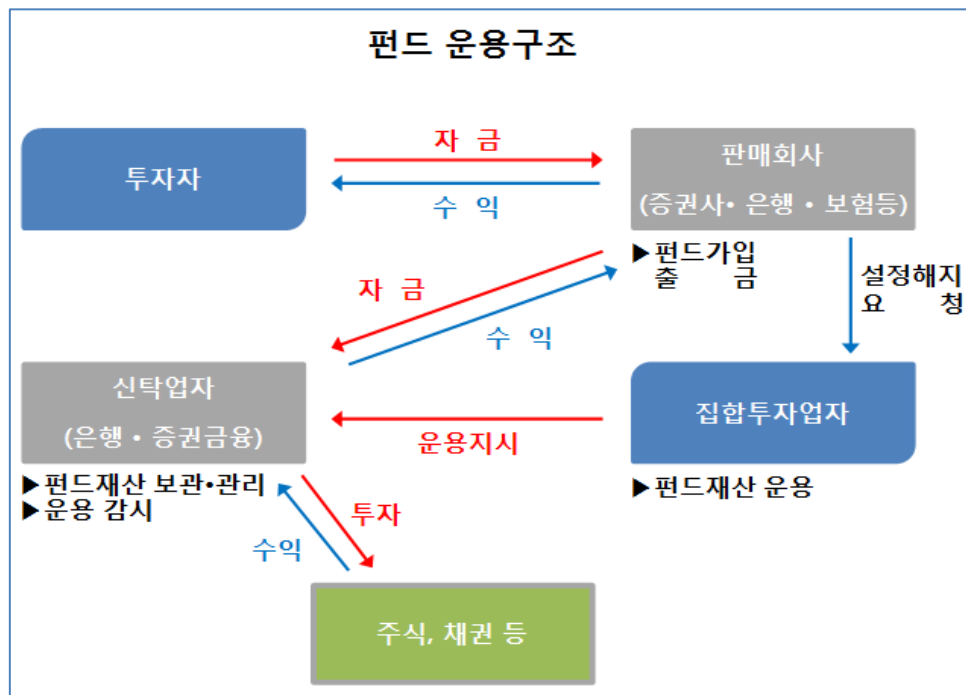 펀드 운용구조
투자자
자 금
수 익
판매회사
(증권사• 은행 • 보험등)
▶펀드가입
출 금
설정해지
요 청
자 금
수 익
신탁업자
(은행 • 증권금융)
▶펀드재산 보관•관리
▶운용 감시
운용지시
집합투자업자
▶펀드재산 운용
투자
수익
주식, 채권 등